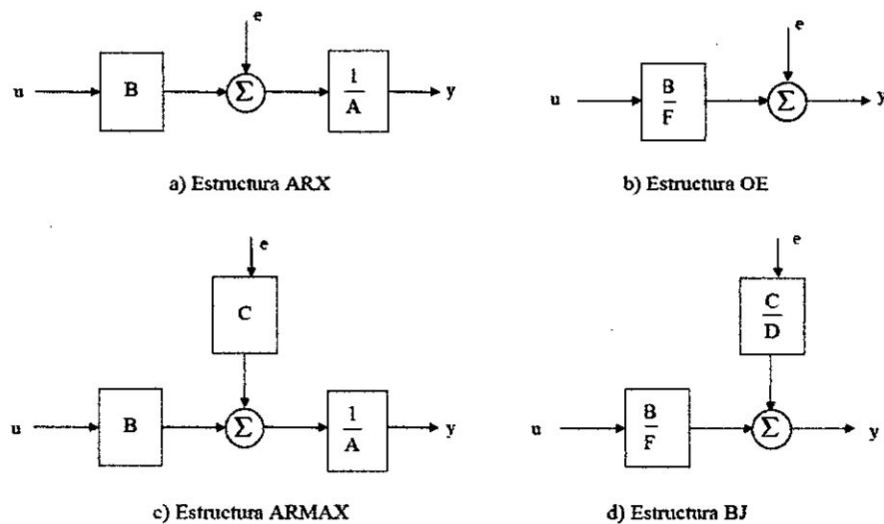 e
u
B
Σ
1
A
y
a) Estructura ARX
e
u
B
F
Σ
y
b) Estructura OE
e
C
u
B
Σ
1
A
y
c) Estructura ARMAX
e
C
D
u
B
F
Σ
y
d) Estructura BJ